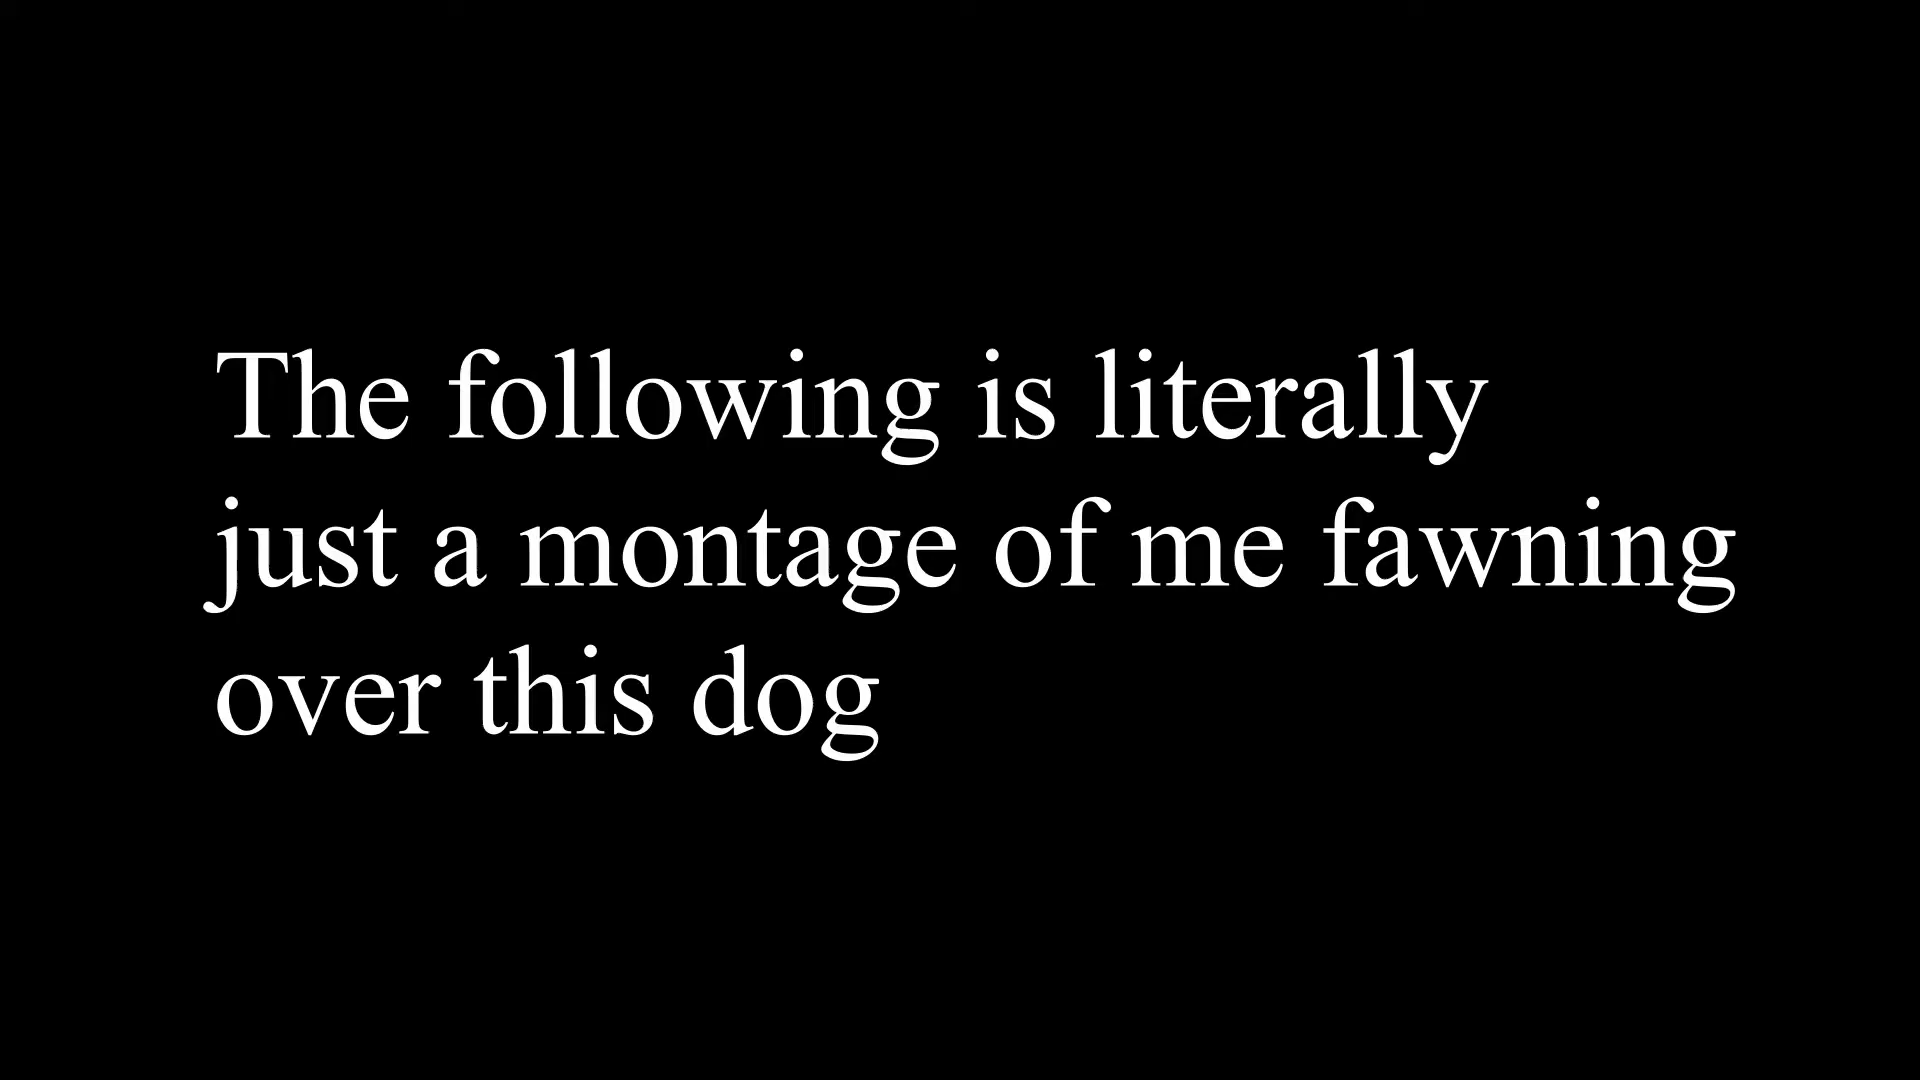 The following is literally
just a montage of me fawning
over this dog